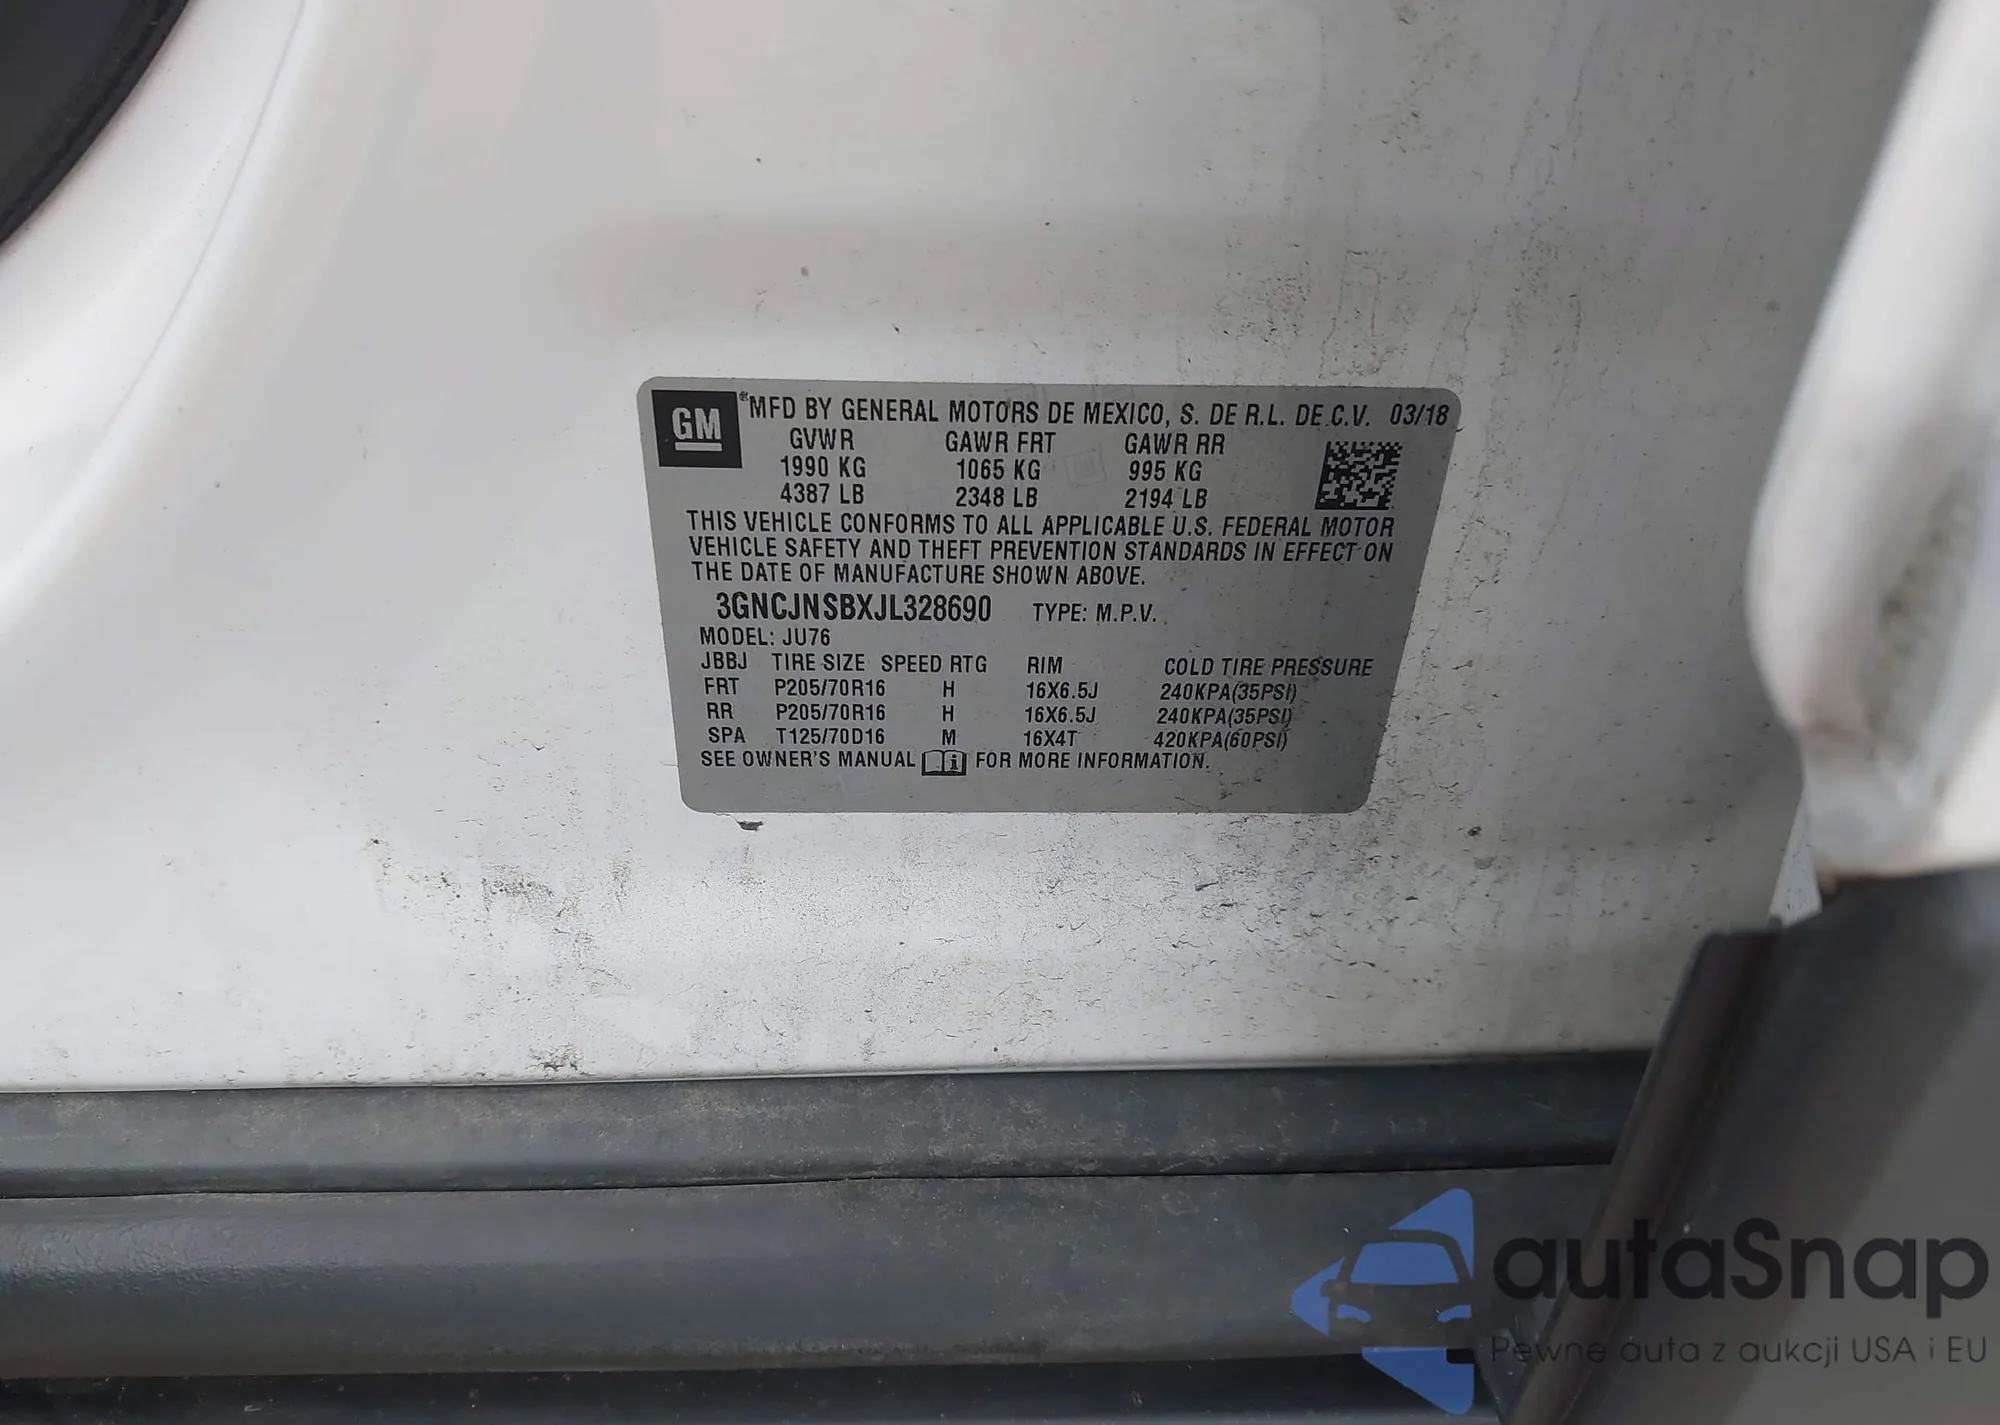 GM ® MFD BY GENERAL MOTORS DE MEXICO, S. DE R.L. DE C.V. 03/18
GVWR GAWR FRT GAWR RR
1990 KG 1065 KG 995 KG
4387 LB 2348 LB 2194 LB
THIS VEHICLE CONFORMS TO ALL APPLICABLE U.S. FEDERAL MOTOR
VEHICLE SAFETY AND THEFT PREVENTION STANDARDS IN EFFECT ON
THE DATE OF MANUFACTURE SHOWN ABOVE.
3GNCJNSBXJL328690 TYPE: M.P.V.
MODEL: JU76
JBBJ TIRE SIZE SPEED RTG RIM COLD TIRE PRESSURE
FRT P205/70R16 H 16X6.5J 240KPA(35PSI)
RR P205/70R16 H 16X6.5J 240KPA(35PSI)
SPA T125/70D16 M 16X4T 420KPA(60PSI)
SEE OWNER'S MANUAL FOR MORE INFORMATION.
autaSnap
Pewne auta z aukcji USA i EU